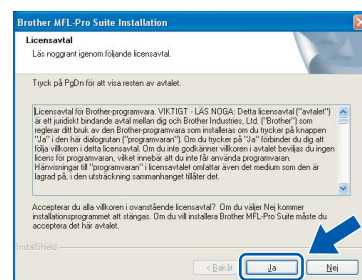 Brother MFL-Pro Suite Installation
Licensavtal
Läs noggrant igenom följande licensavtal.
Tryck på PgDn för att visa resten av avtalet.
Licensavtal för Brother-programvara. VIKTIGT - LÄS NOGA: Detta licensavtal ("avtalet")
är ett juridiskt bindande avtal mellan dig och Brother Industries, Ltd. ("Brother") som
reglerar ditt bruk av den Brother-programvara som installeras om du trycker på knappen
"Ja" i den här dialogrutan ("programvaran"). Om du trycker på "Ja" förbinder du dig att
följa villkoren i detta avtal. Om du inte godkänner villkoren i avtalet beviljas du ingen
licens för programvaran, vilket innebär att du inte får använda programvaran.
Hänvisningar till "programvaran" i licensavtalet omfattar även det medium som den är
lagrad på, i den utsträckning sammanhanget tillåter det.
Accepterar du alla villkoren i ovanstående licensavtal? Om du väljer Nej kommer
installationsprogrammet att stängas. Om du vill installera Brother MFL-Pro Suite måste du
acceptera det här avtalet.
InstallShield
< Bakåt
Ja
Nej